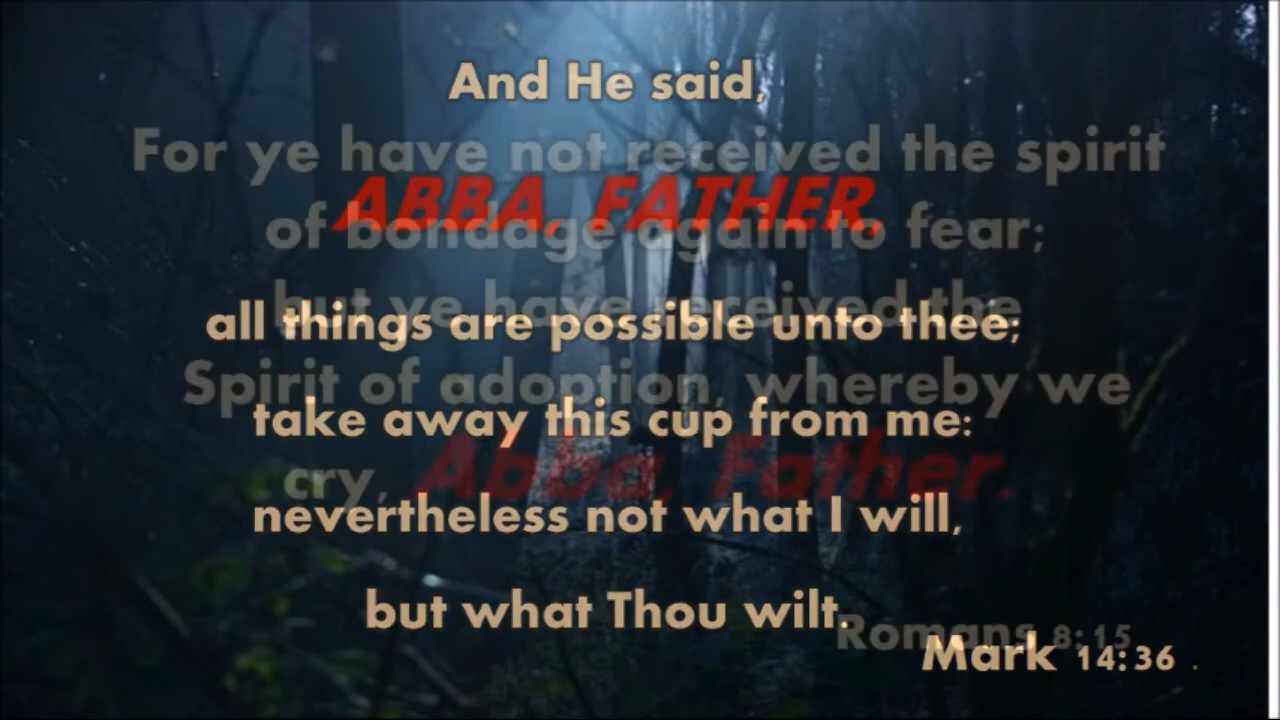 And He said,
For ye have not received the spirit
ABBA, FATHER,
of bondage again to fear;
but ye have received the
all things are possible unto thee;
Spirit of adoption, whereby we
take away this cup from me:
cry, Abba, Father.
nevertheless not what I will,
but what Thou wilt.
Romans 8:15
Mark 14:36 .